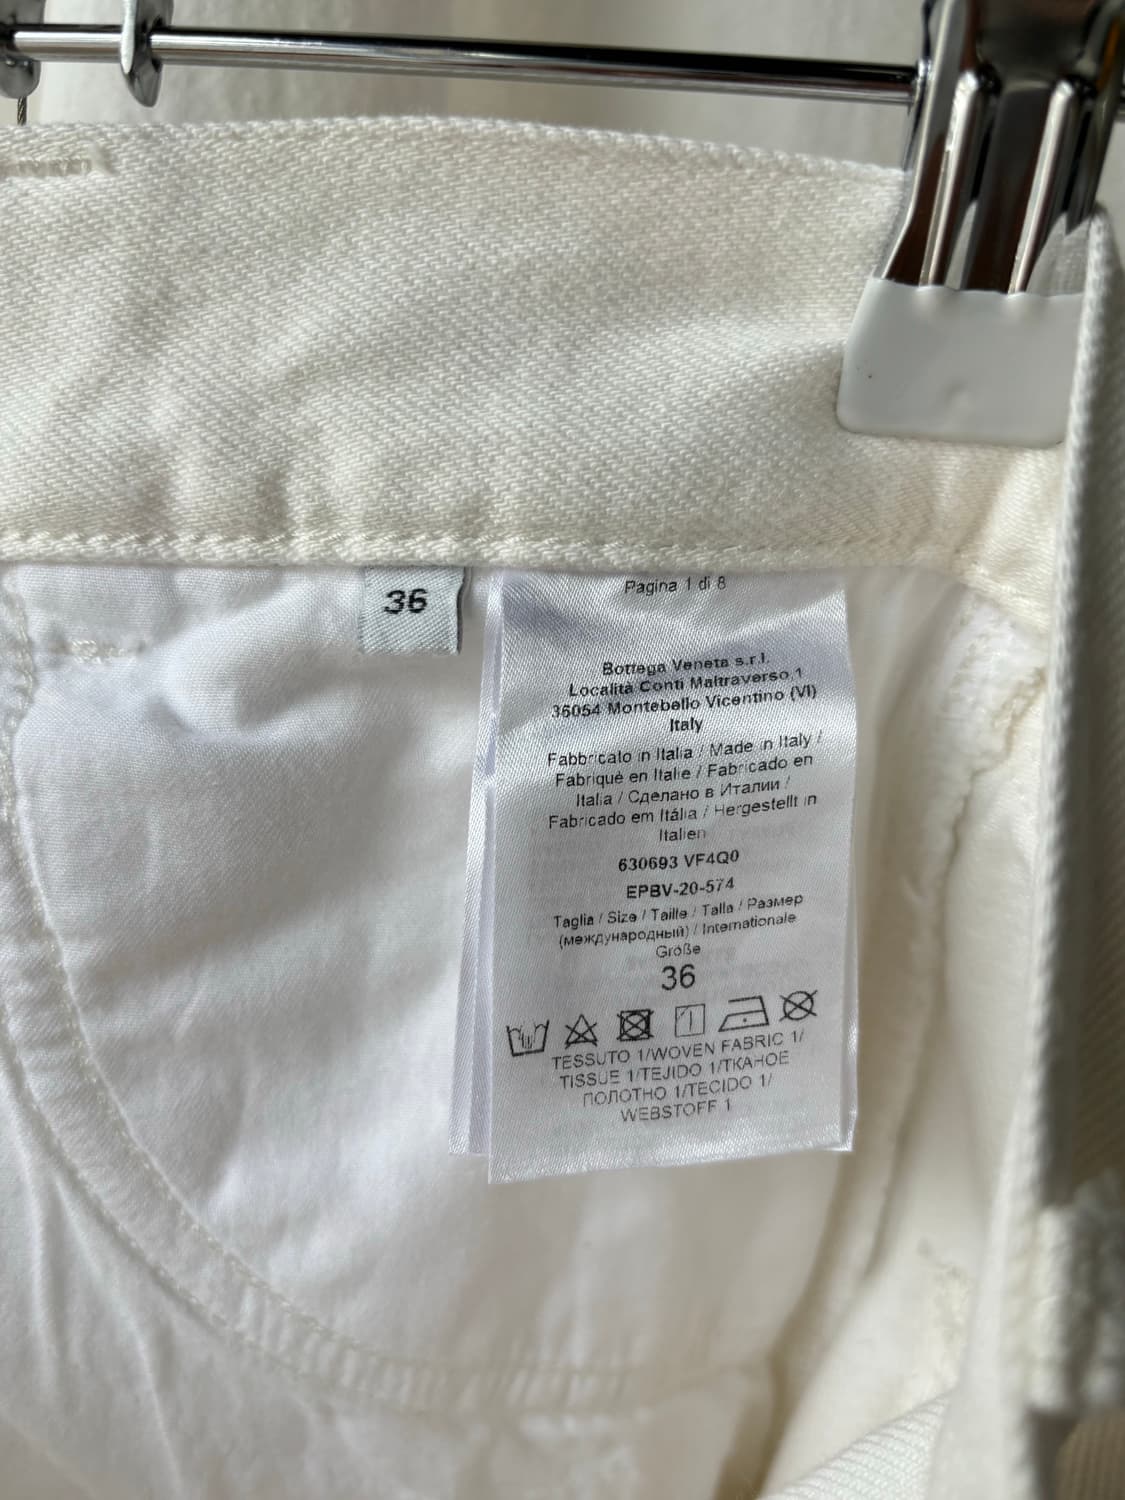 36
Pagina 1 di 8
Bottega Veneta s.r.l.
Località Conti Maltraverso,1
36054 Montebello Vicentino (VI)
Italy
Fabbricato in Italia / Made in Italy /
Fabriqué en Italie / Fabricado en
Italia / Сделано в Италии /
Fabricado em Itália / Hergestellt in
Italien
630693 VF4Q0
EPBV-20-574
Taglia / Size / Taille / Talla / Размер
(международный) / Internationale
Größe
36
TESSUTO 1/WOVEN FABRIC 1/
TISSUE 1/TEJIDO 1/ТКАНОЕ
ПОЛОТНО 1/TECIDO 1/
WEBSTOFF 1